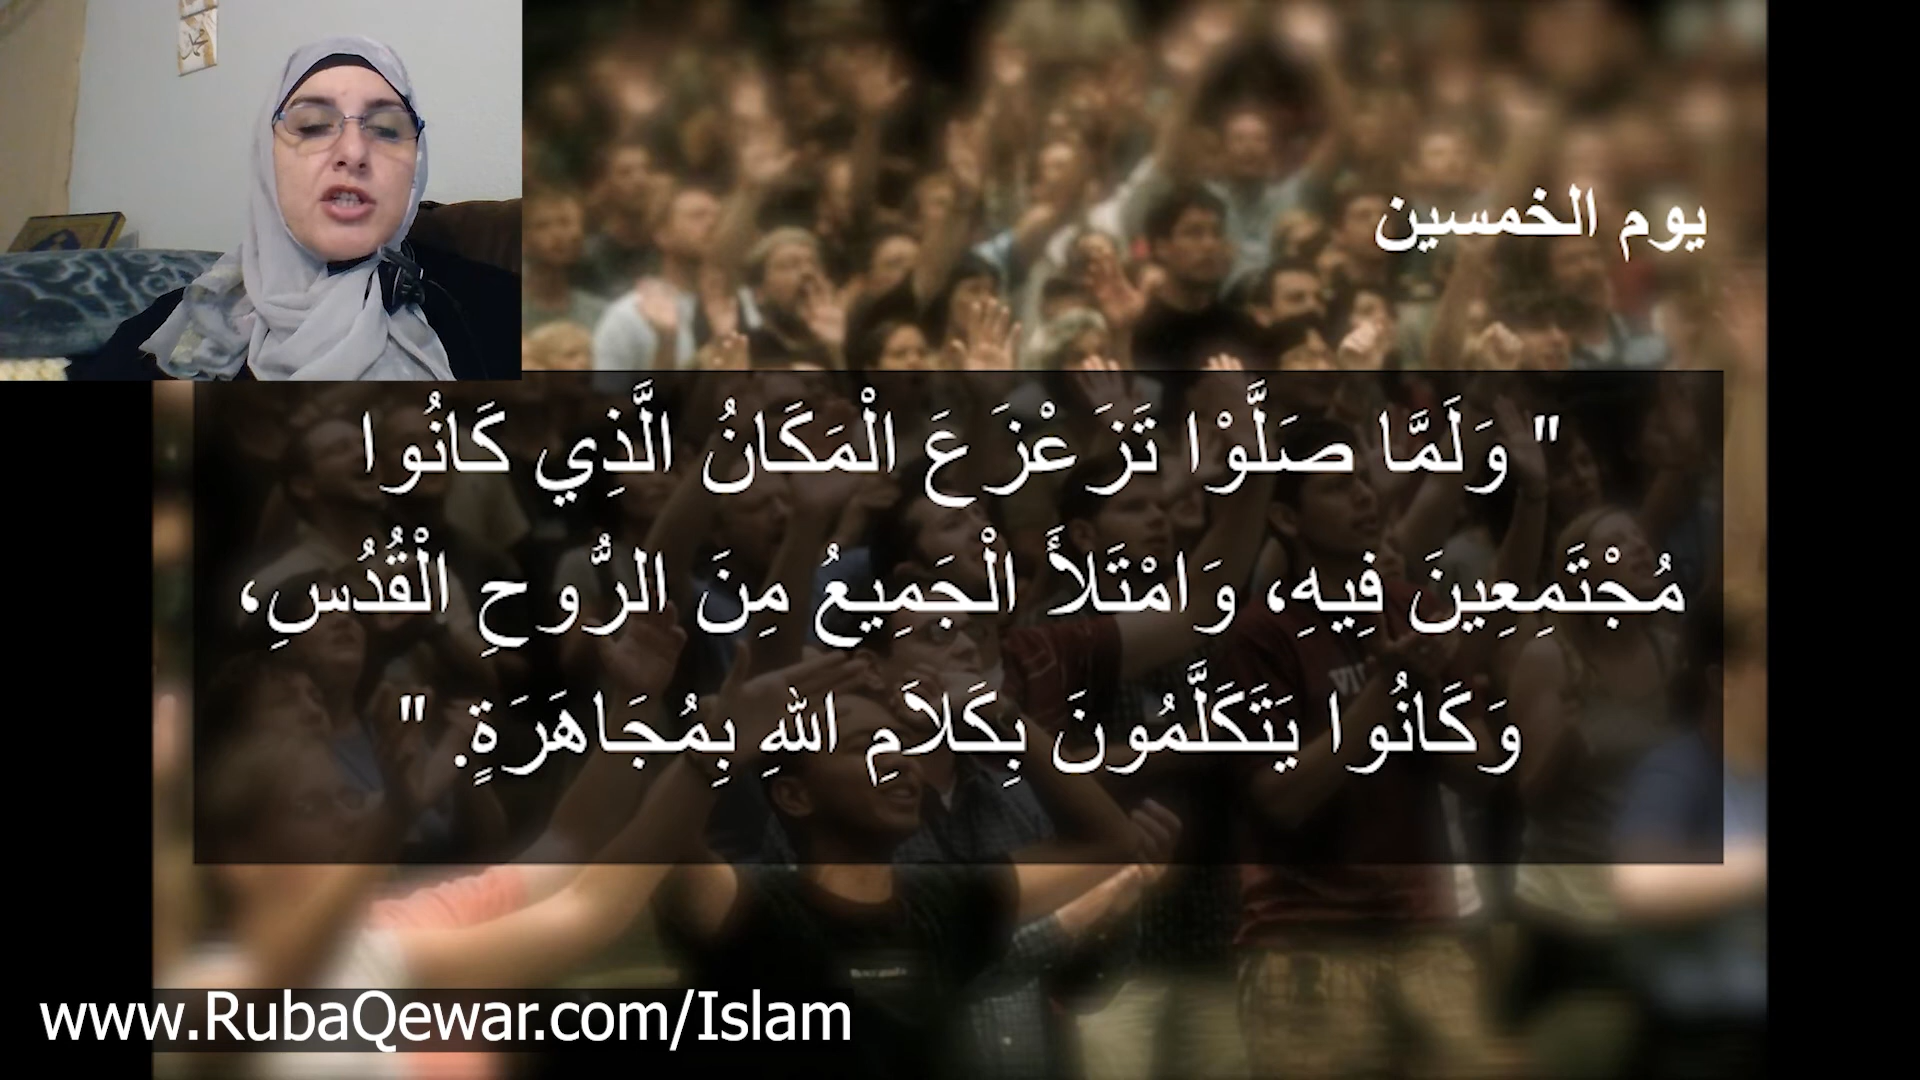 يوم الخمسين
" وَلَمَّا صَلَّوْا تَزَعْزَعَ الْمَكَانُ الَّذِي كَانُوا
مُجْتَمِعِينَ فِيهِ، وَامْتَلأَ الْجَمِيعُ مِنَ الرُّوحِ الْقُدُسِ،
وَكَانُوا يَتَكَلَّمُونَ بِكَلاَمِ اللهِ بِمُجَاهَرَةٍ. "
www.RubaQewar.com/Islam